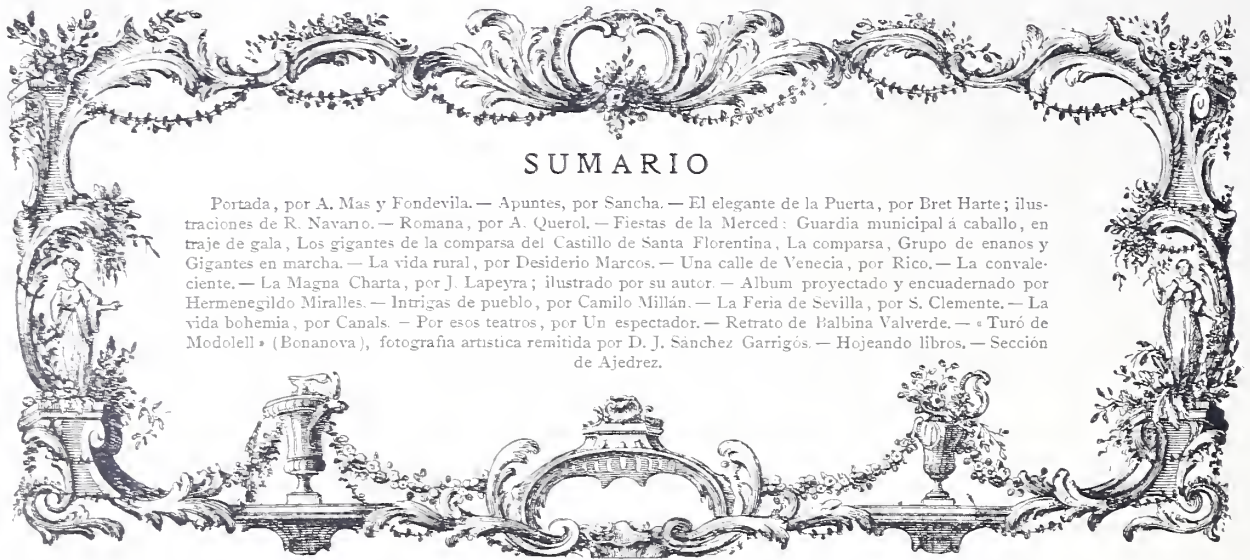 SUMARIO
Portada, por A. Mas y Fondevila. — Apuntes, por Sancha. — El elegante de la Puerta, por Bret Harte; ilus-
traciones de R. Navarro. — Romana, por A. Querol. — Fiestas de la Merced: Guardia municipal á caballo, en
traje de gala, Los gigantes de la comparsa del Castillo de Santa Florentina, La comparsa, Grupo de enanos y
Gigantes en marcha. — La vida rural, por Desiderio Marcos. — Una calle de Venecia, por Rico. — La convale-
ciente. — La Magna Charta, por J. Lapeyra; ilustrado por su autor. — Album proyectado y encuadernado por
Hermenegildo Miralles. — Intrigas de pueblo, por Camilo Millán. — La Feria de Sevilla, por S. Clemente. — La
vida bohemia, por Canals. — Por esos teatros, por Un espectador. — Retrato de Balbina Valverde. — «Turó de
Modolell» (Bonanova), fotografía artística remitida por D. J. Sánchez Garrigós. — Hojeando libros. — Sección
de Ajedrez.